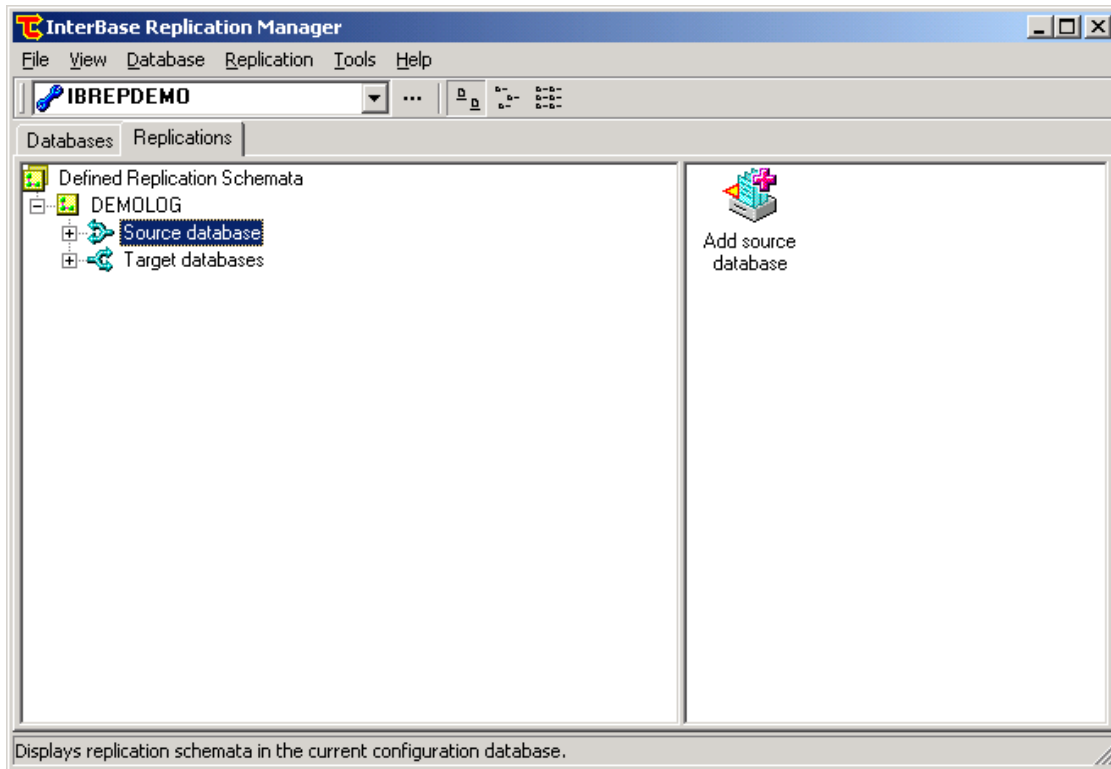 InterBase Replication Manager
File View Database Replication Tools Help
IBREPDEMO ...
Databases Replications
Defined Replication Schemata
DEMOLOG
Source database
Target databases
Add source
database
Displays replication schemata in the current configuration database.